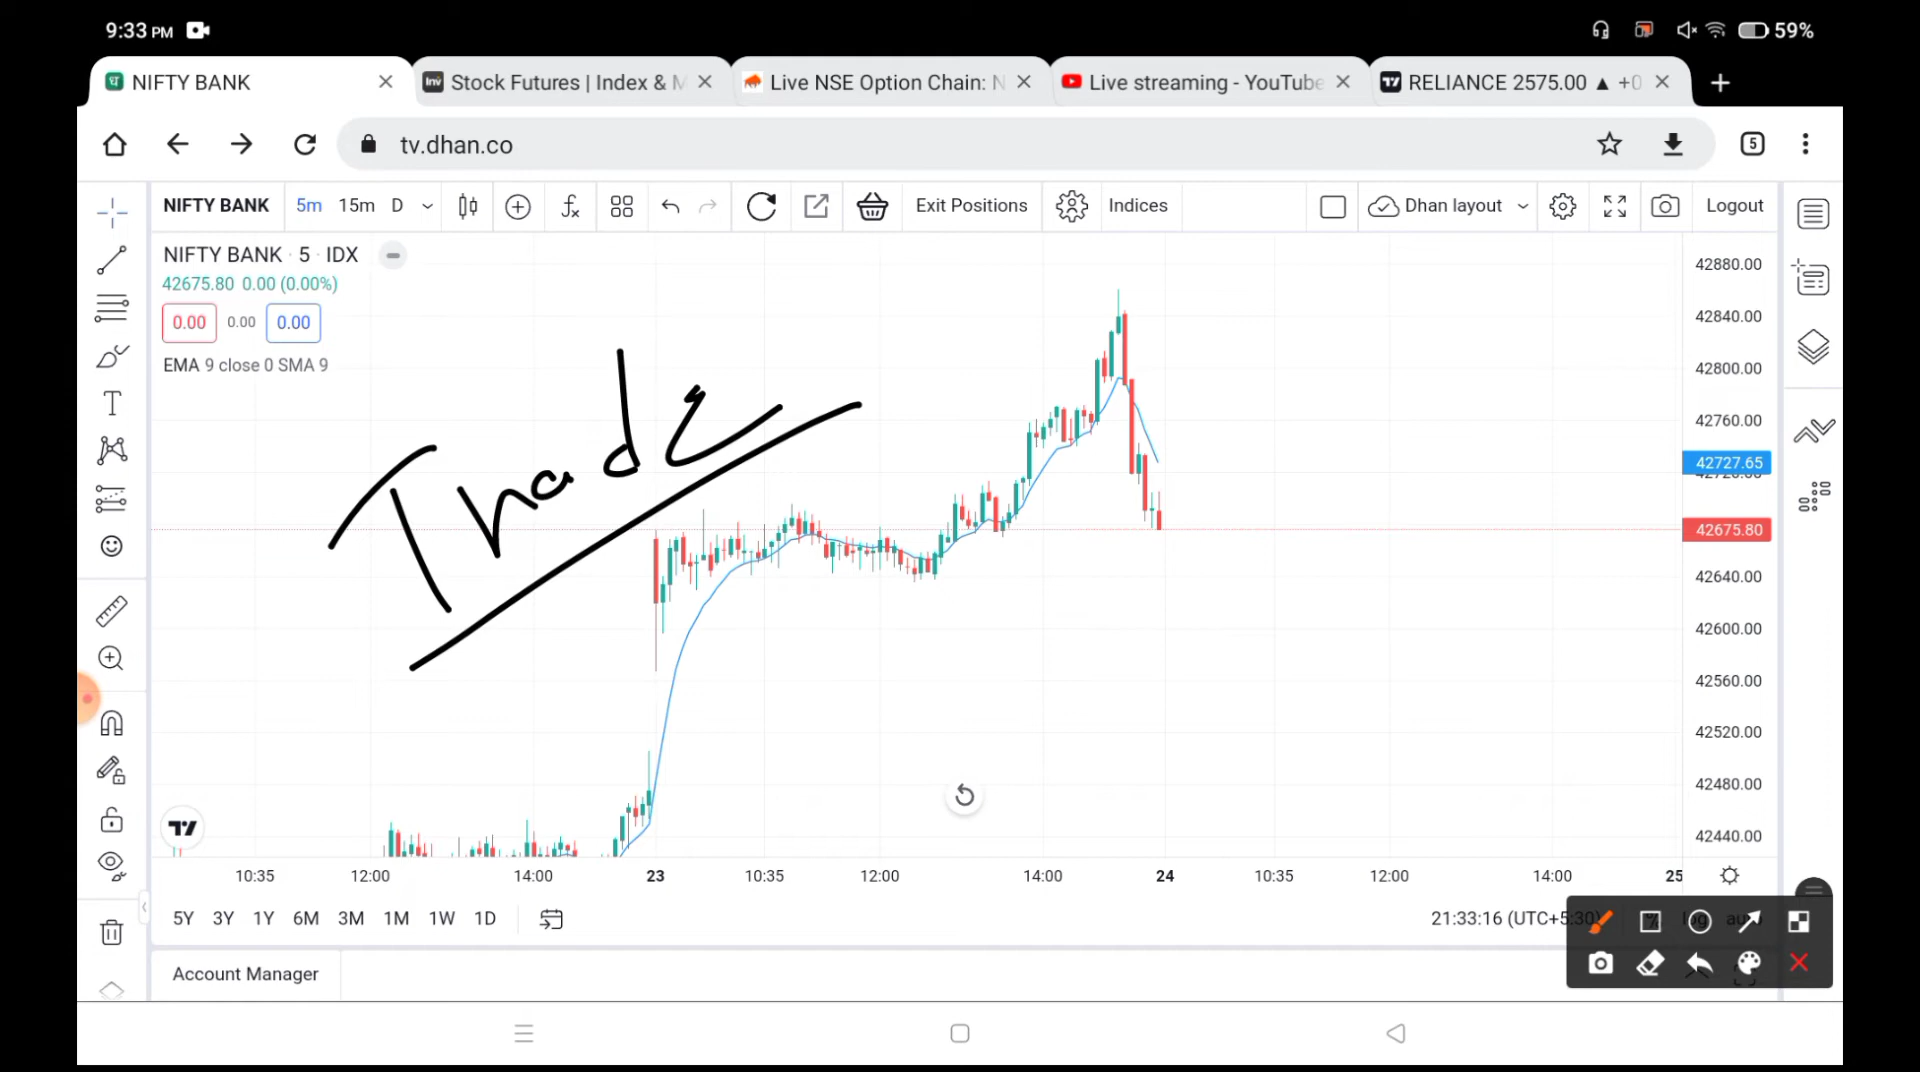 9:33 PM 59%
NIFTY BANK Stock Futures | Index & M Live NSE Option Chain: N Live streaming - YouTube RELIANCE 2575.00 ▲ +0
tv.dhan.co 5
NIFTY BANK 5m 15m D fx Exit Positions Indices Dhan layout Logout
NIFTY BANK · 5 · IDX
42675.80 0.00 (0.00%)
0.00 0.00 0.00
EMA 9 close 0 SMA 9
Trade
42880.00
42840.00
42800.00
42760.00
42727.65
42675.80
42640.00
42600.00
42560.00
42520.00
42480.00
42440.00
10:35 12:00 14:00 23 10:35 12:00 14:00 24 10:35 12:00 14:00 25
5Y 3Y 1Y 6M 3M 1M 1W 1D 21:33:16 (UTC+5:30)
Account Manager